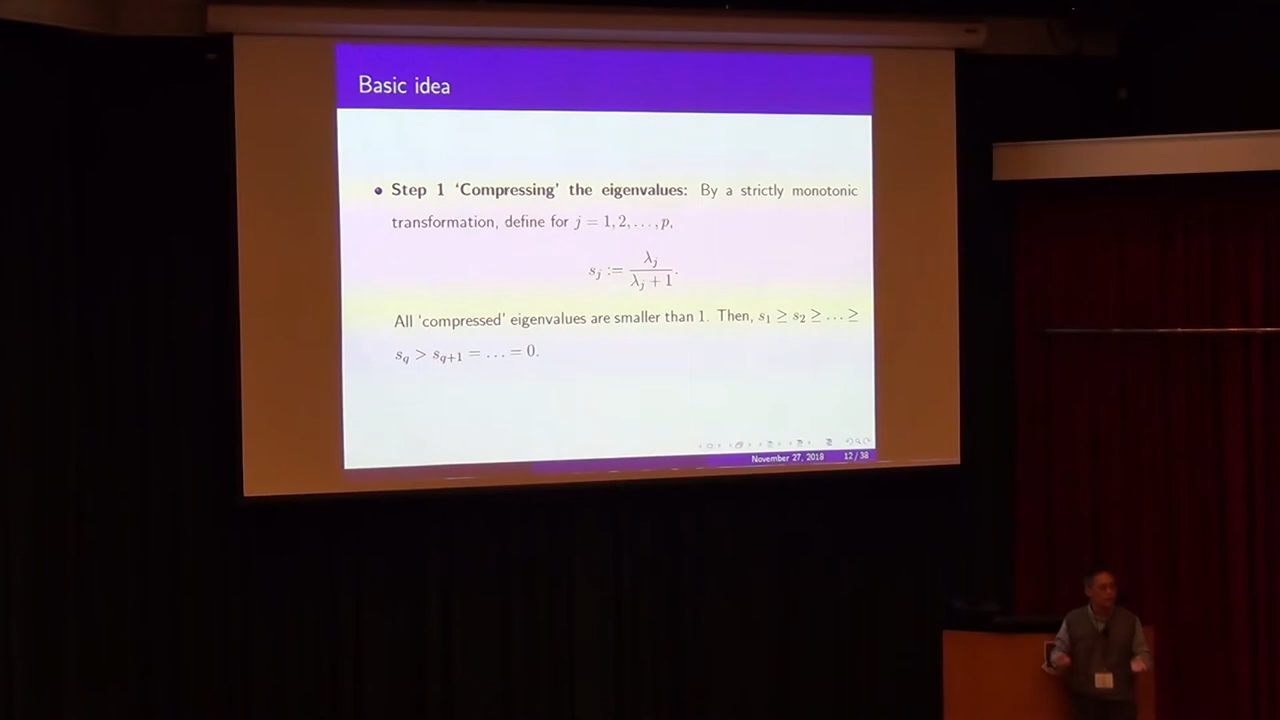 Basic idea
• Step 1 ‘Compressing’ the eigenvalues: By a strictly monotonic
transformation, define for j = 1, 2, . . . , p,
s_j := λ_j / (λ_j + 1).
All ‘compressed’ eigenvalues are smaller than 1. Then, s_1 ≥ s_2 ≥ . . . ≥
s_q > s_{q+1} = . . . = 0.
November 27, 2018 12 / 38